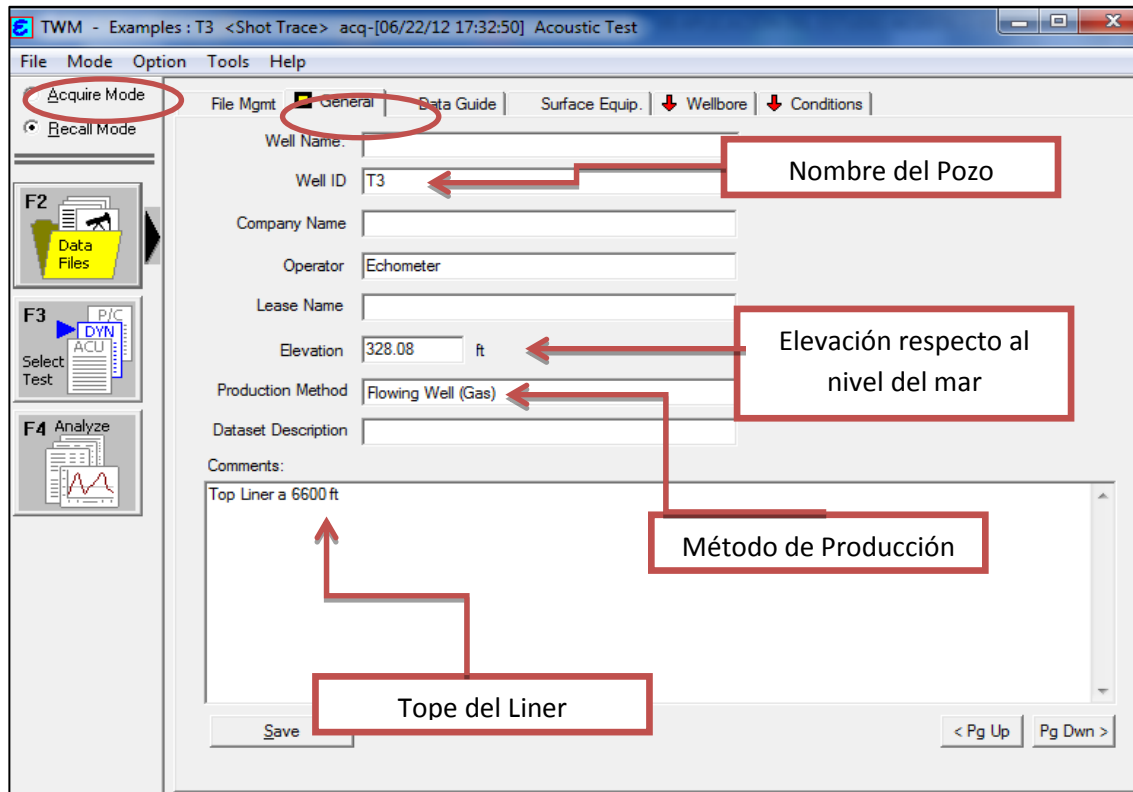 TWM - Examples : T3 <Shot Trace> acq-[06/22/12 17:32:50] Acoustic Test
File Mode Option Tools Help
Acquire Mode
Recall Mode
File Mgmt General Data Guide Surface Equip. Wellbore Conditions
F2
Data
Files
F3
P/C
DYN
ACU
Select
Test
F4 Analyze
Well Name:
Well ID T3
Nombre del Pozo
Company Name
Operator Echometer
Lease Name
Elevation 328.08 ft
Elevación respecto al
nivel del mar
Production Method Flowing Well (Gas)
Dataset Description
Método de Producción
Comments:
Top Liner a 6600 ft
Tope del Liner
Save
< Pg Up Pg Dwn >